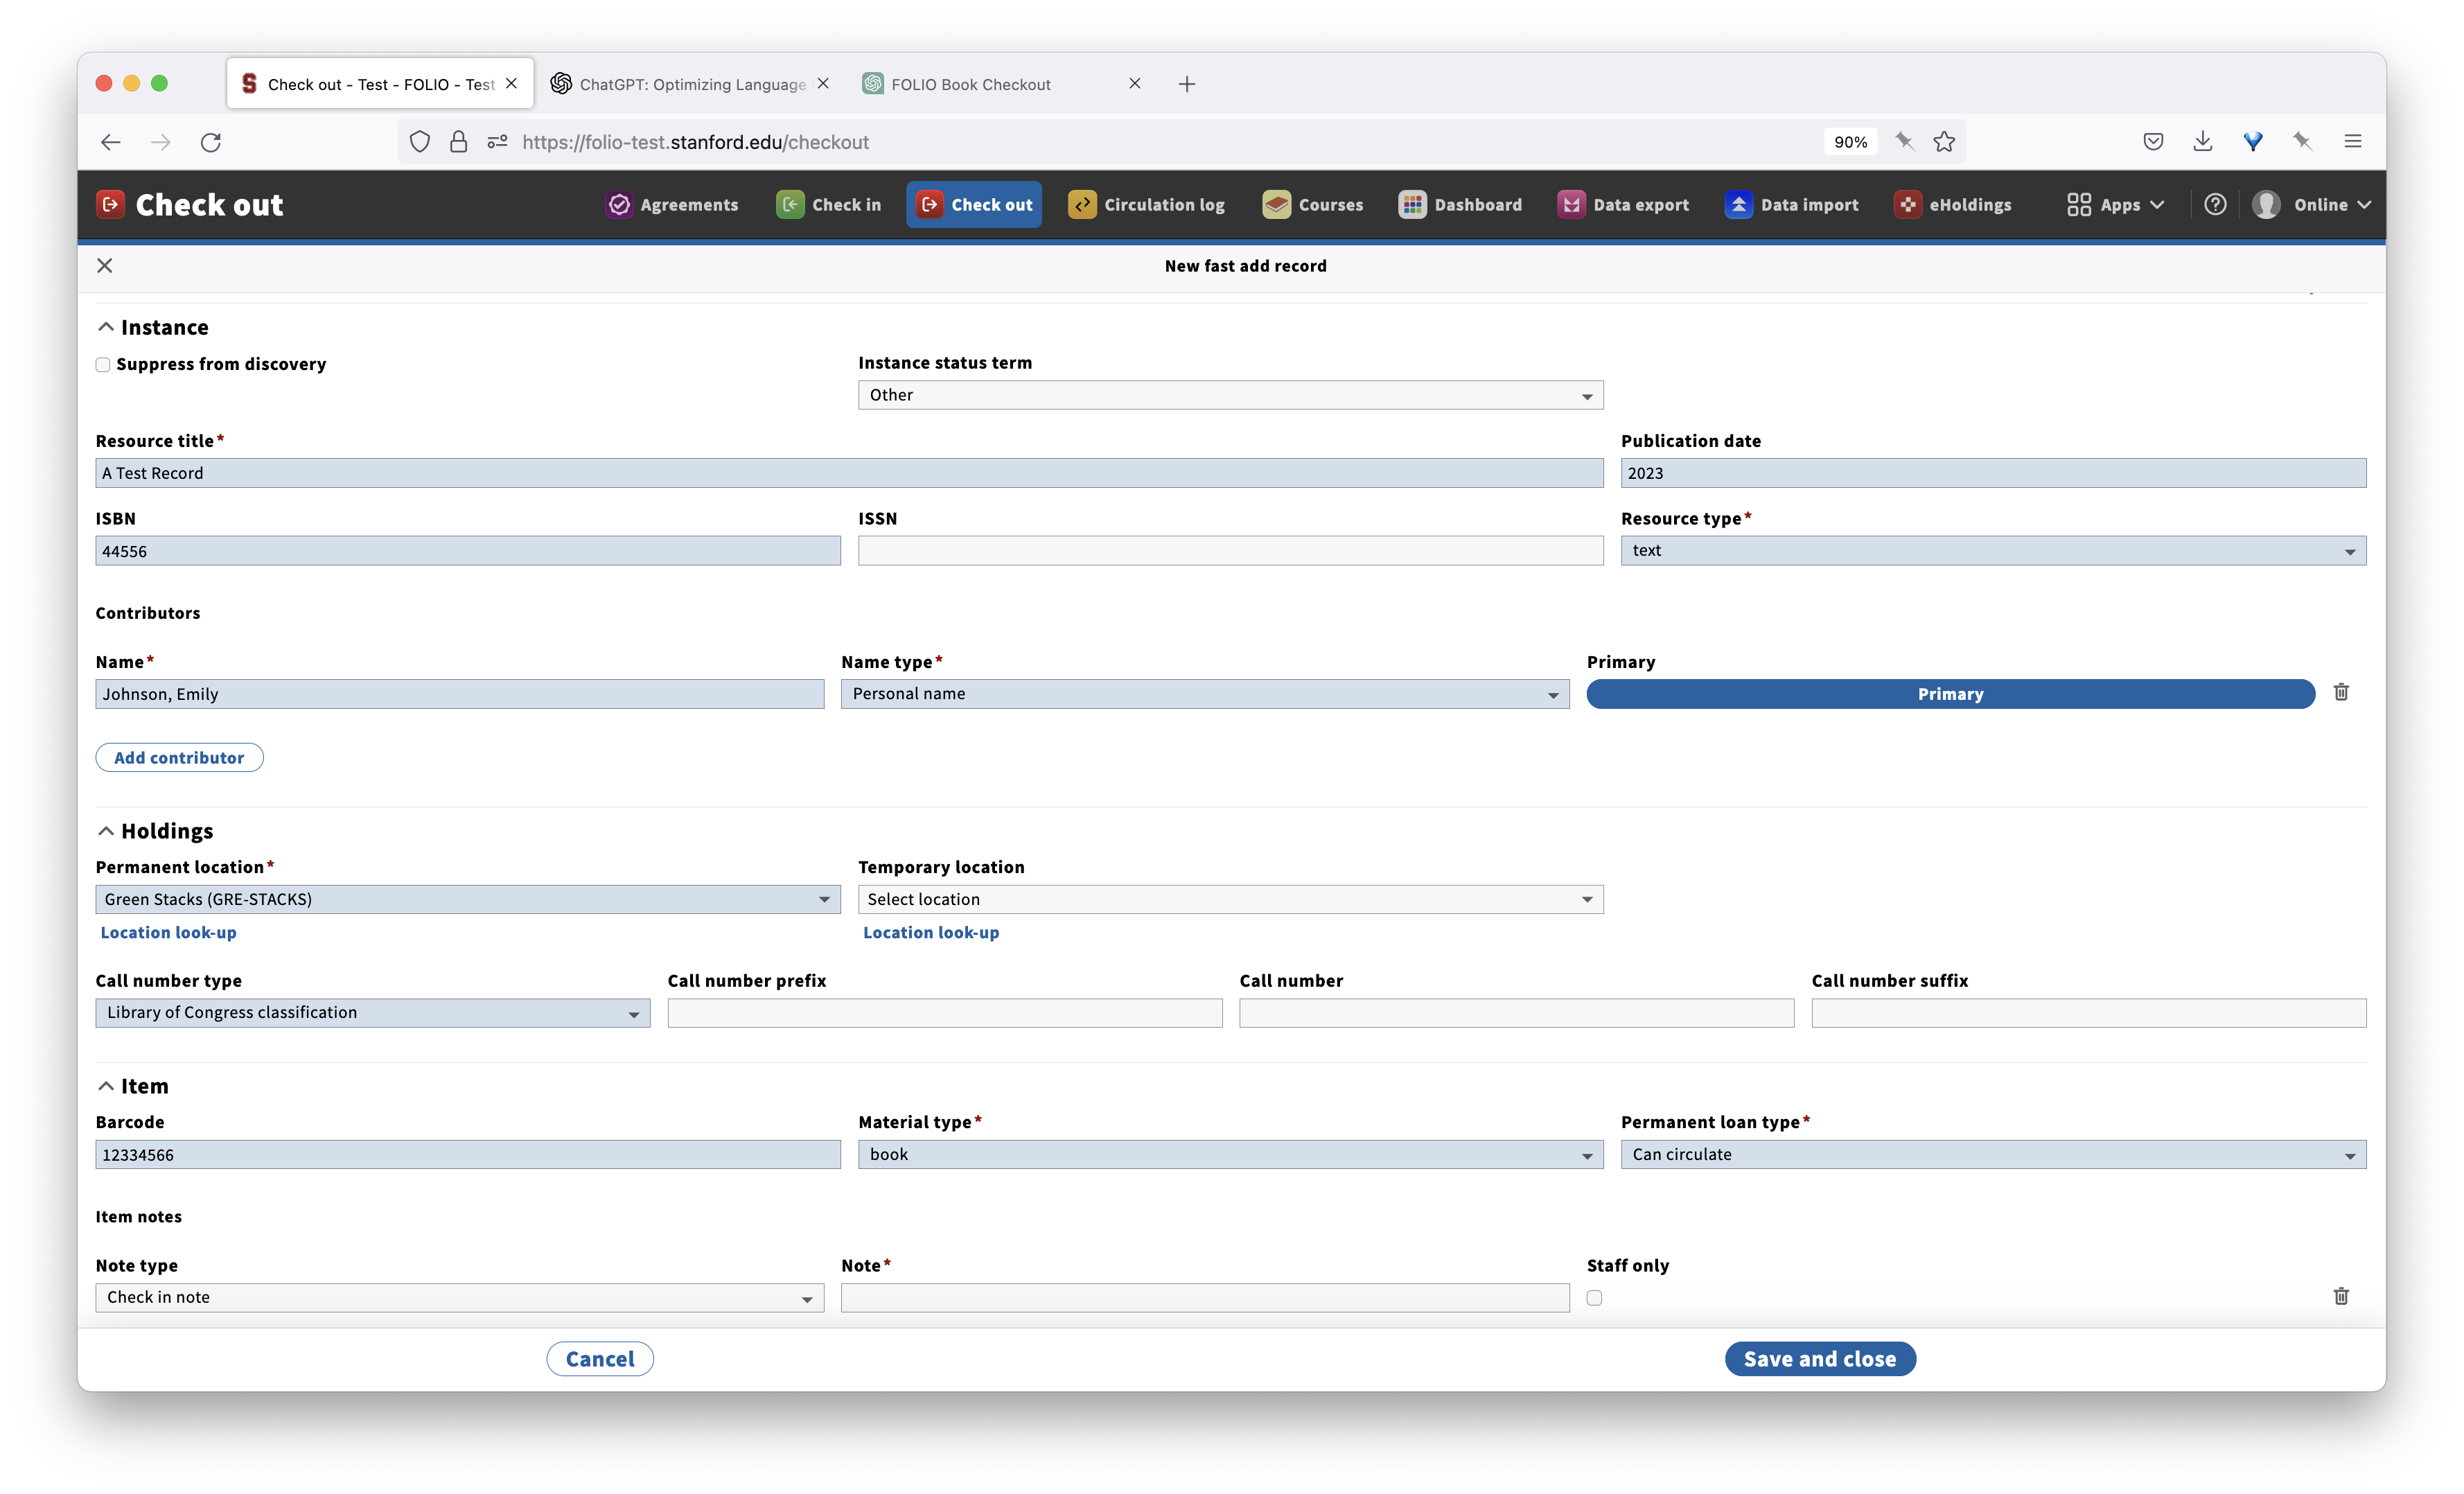 Check out - Test - FOLIO - Test
ChatGPT: Optimizing Language
FOLIO Book Checkout
https://folio-test.stanford.edu/checkout
90%
Check out
Agreements
Check in
Check out
Circulation log
Courses
Dashboard
Data export
Data import
eHoldings
Apps
Online
New fast add record
Instance
Suppress from discovery
Instance status term
Other
Resource title*
Publication date
A Test Record
2023
ISBN
ISSN
Resource type*
44556
text
Contributors
Name*
Name type*
Primary
Johnson, Emily
Personal name
Primary
Add contributor
Holdings
Permanent location*
Temporary location
Green Stacks (GRE-STACKS)
Select location
Location look-up
Location look-up
Call number type
Call number prefix
Call number
Call number suffix
Library of Congress classification
Item
Barcode
Material type*
Permanent loan type*
12334566
book
Can circulate
Item notes
Note type
Note*
Staff only
Check in note
Cancel
Save and close